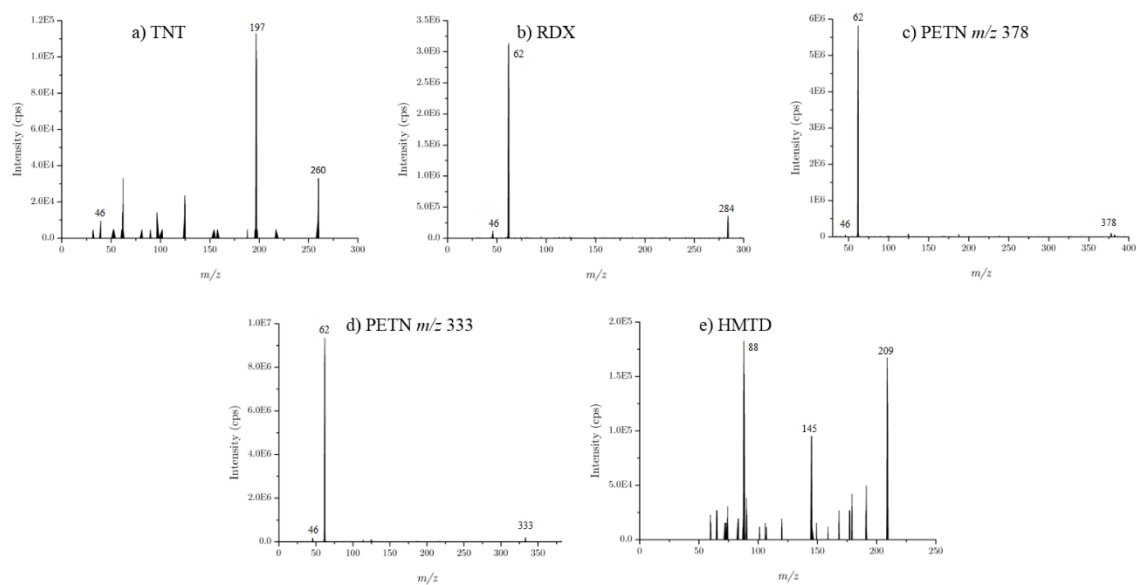 a) TNT
1.2E5
1.0E5
8.0E4
6.0E4
4.0E4
2.0E4
0.0
Intensity (cps)
197
260
46
0 50 100 150 200 250 300
m/z
b) RDX
3.5E6
3.0E6
2.5E6
2.0E6
1.5E6
1.0E6
5.0E5
0.0
Intensity (cps)
62
46
284
0 50 100 150 200 250 300
m/z
c) PETN m/z 378
6E6
5E6
4E6
3E6
2E6
1E6
0
Intensity (cps)
62
46
378
50 100 150 200 250 300 350 400
m/z
d) PETN m/z 333
1.0E7
8.0E6
6.0E6
4.0E6
2.0E6
0.0
Intensity (cps)
62
46
333
0 50 100 150 200 250 300 350
m/z
e) HMTD
2.0E5
1.5E5
1.0E5
5.0E4
0.0
Intensity (cps)
88
145
209
0 50 100 150 200 250
m/z